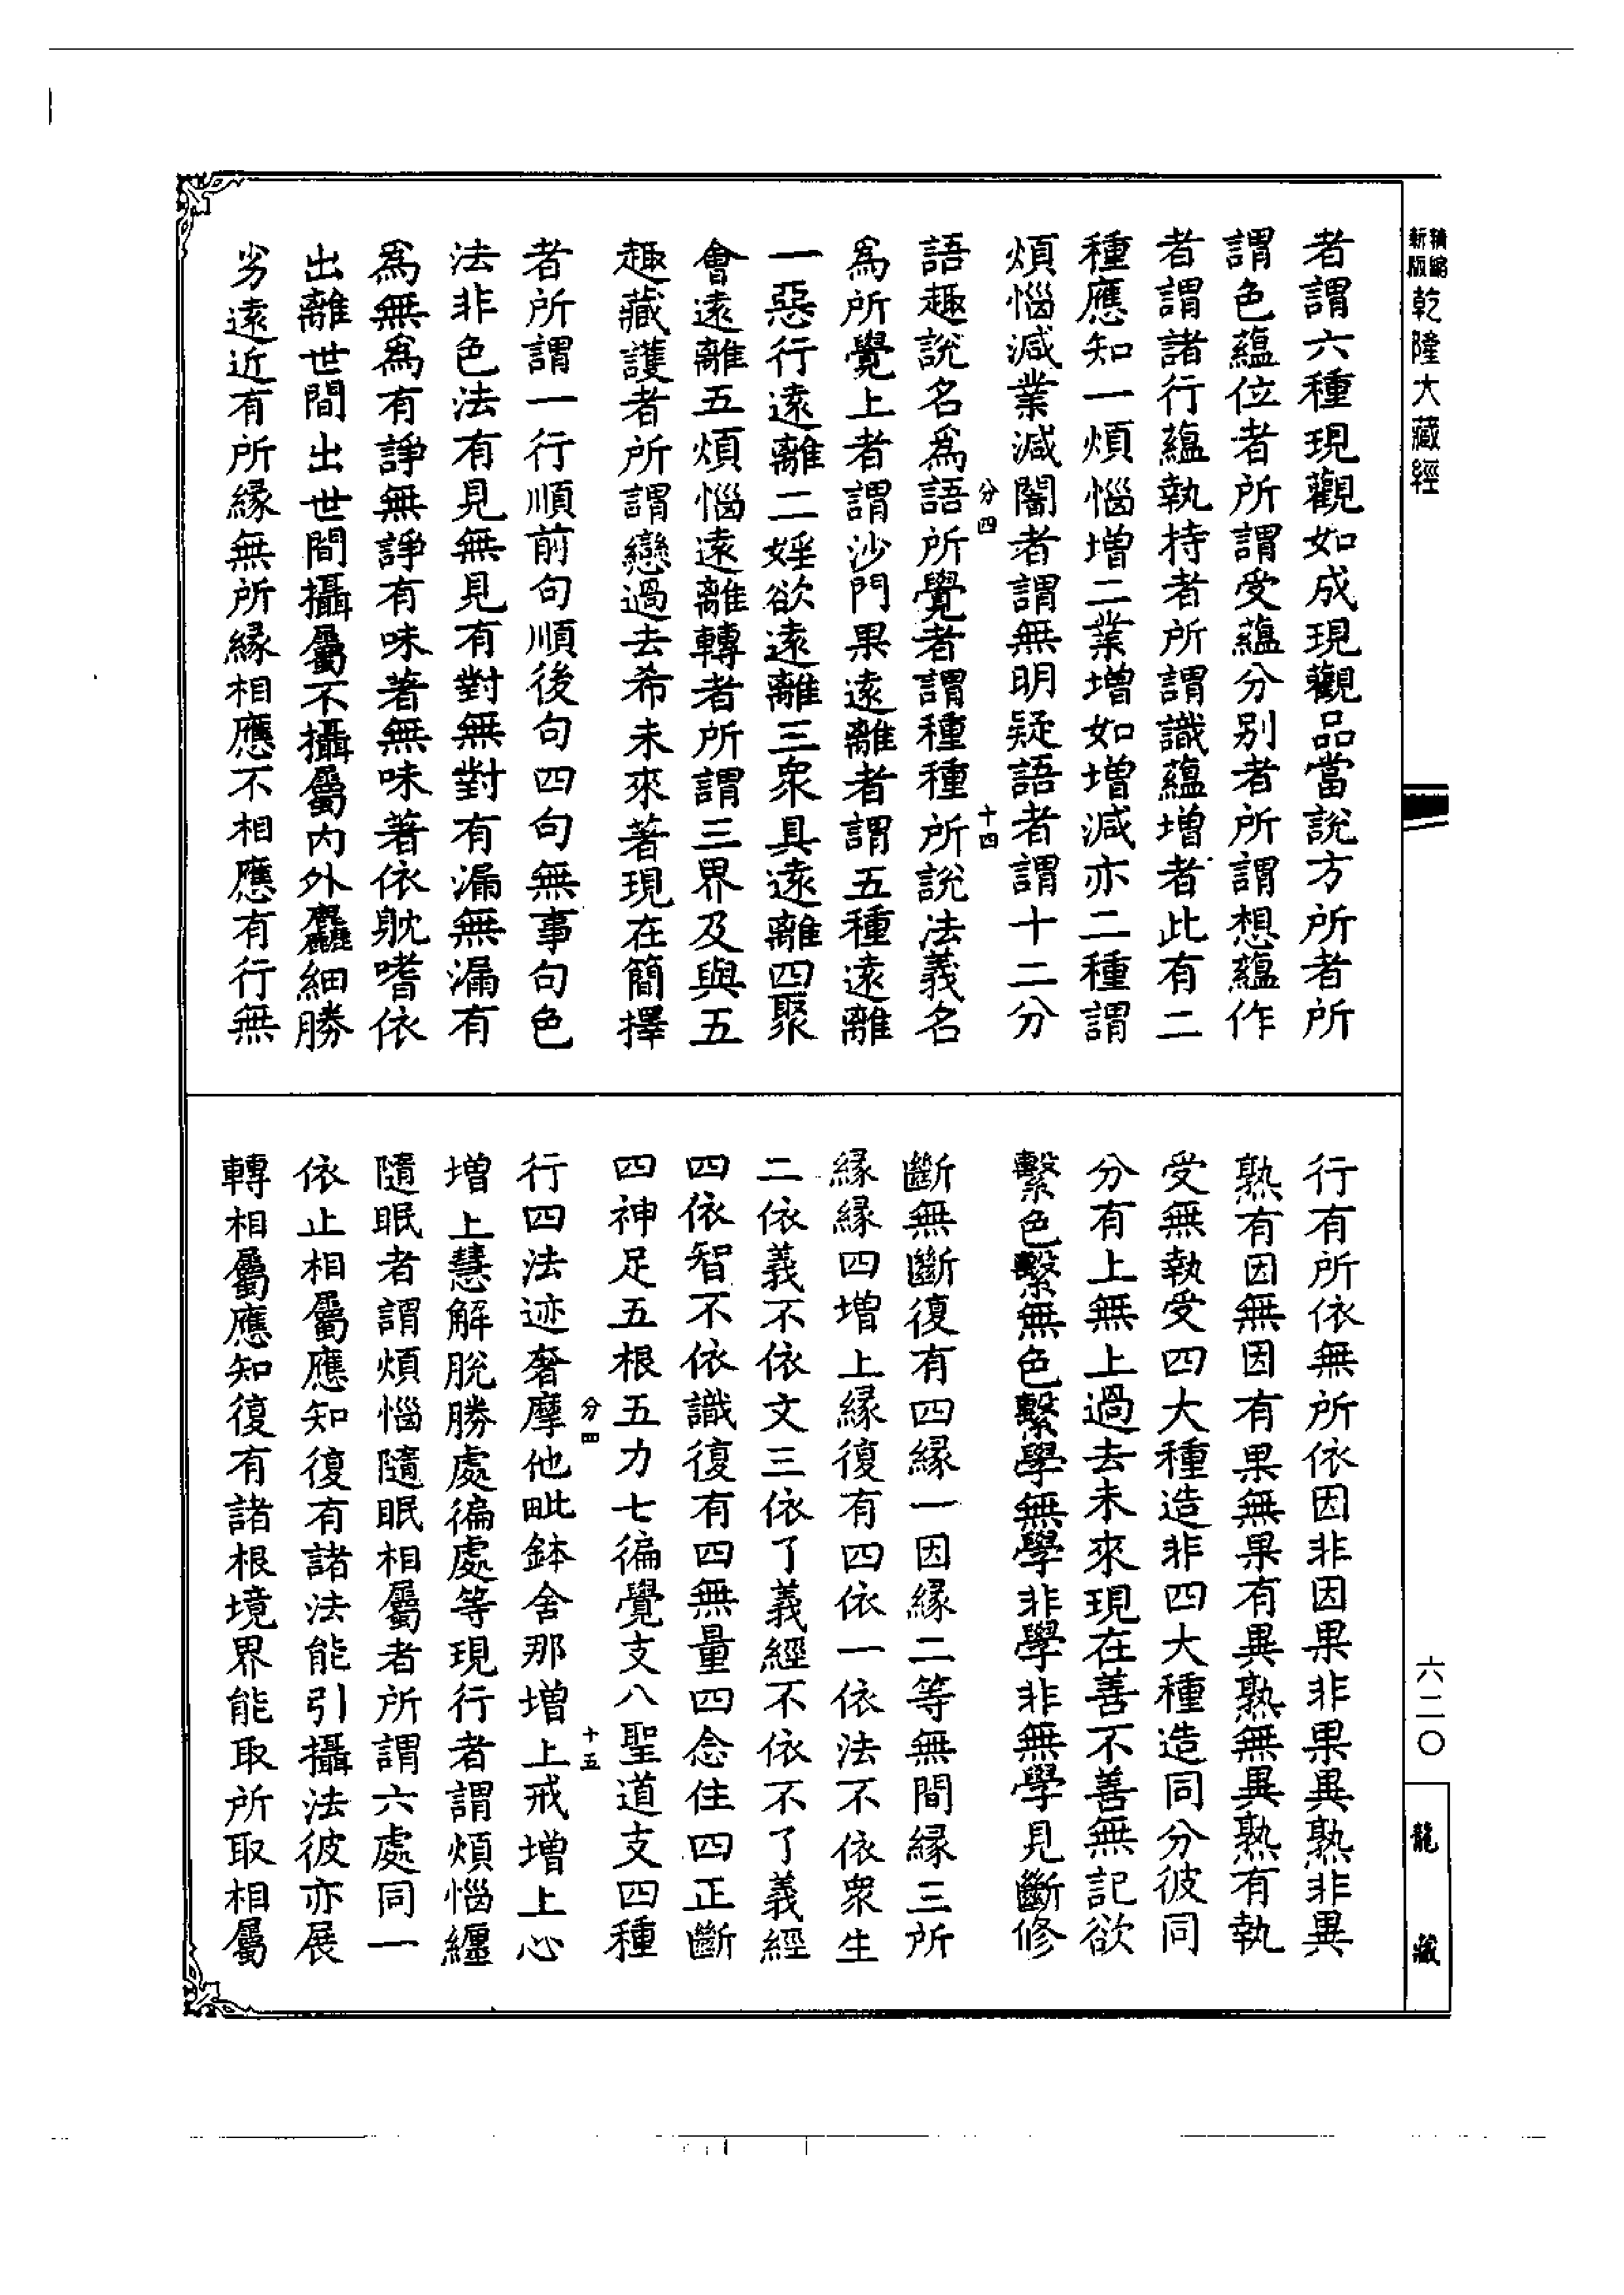 精縮
新版
乾隆大藏經
者謂六種現觀如成現觀品當說方所者所
謂色蘊位者所謂受蘊分別者所謂想蘊作
者謂諸行蘊執持者所謂識蘊增者此有二
種應知一煩惱增二業增如增減亦二種謂
煩惱減業減闇者謂無明疑語者謂十二分
分四
十四
語趣說名為語所覺者謂種種所說法義名
為所覺上者謂沙門果遠離者謂五種遠離
一惡行遠離二婬欲遠離三眾具遠離四聚
會遠離五煩惱遠離轉者所謂三界及與五
趣藏護者所謂戀過去希未來著現在簡擇
者所謂一行順前句順後句四句無事句色
法非色法有見無見有對無對有漏無漏有
為無為有諍無諍有味著無味著依躭嗜依
出離世間出世間攝屬不攝屬內外麤細勝
劣遠近有所緣無所緣相應不相應有行無
行有所依無所依因非因果非果異熟非異
熟有因無因有果無果有異熟無異熟有執
受無執受四大種造非四大種造同分彼同
分有上無上過去未來現在善不善無記欲
繫色繫無色繫學無學非學非無學見斷修
斷無斷復有四緣一因緣二等無間緣三所
緣緣四增上緣復有四依一依法不依眾生
二依義不依文三依了義經不依不了義經
四依智不依識復有四無量四念住四正斷
四神足五根五力七徧覺支八聖道支四種
分四
十五
行四法迹奢摩他毗鉢舍那增上戒增上心
增上慧解脫勝處徧處等現行者謂煩惱纏
隨眠者謂煩惱隨眠相屬者所謂六處同一
依止相屬應知復有諸法能引攝法彼亦展
轉相屬應知復有諸根境界能取所取相屬
六二〇
龍藏